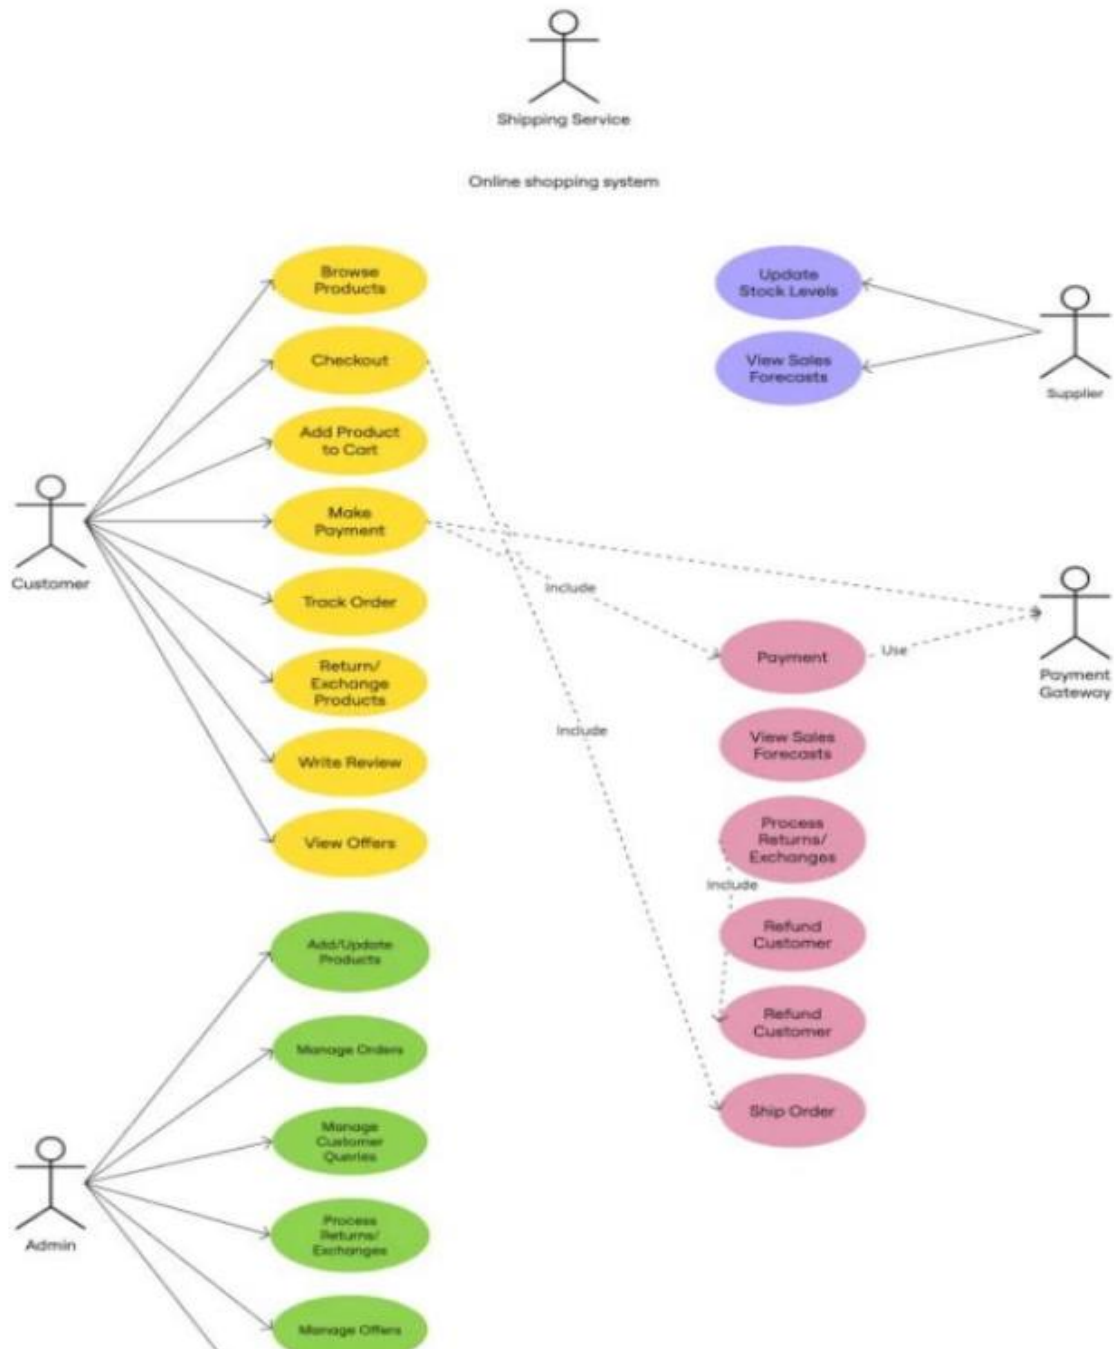 Shipping Service
Online shopping system
Browse
Products
Checkout
Add Product
to Cart
Make
Payment
Track Order
Return/
Exchange
Products
Write Review
View Offers
Customer
Update
Stock Levels
View Sales
Forecasts
Supplier
Include
Include
Payment
Use
Payment
Gateway
View Sales
Forecasts
Process
Returns/
Exchanges
Include
Refund
Customer
Refund
Customer
Ship Order
Add/Update
Products
Manage Orders
Manage
Customer
Queries
Process
Returns/
Exchanges
Manage Offers
Admin